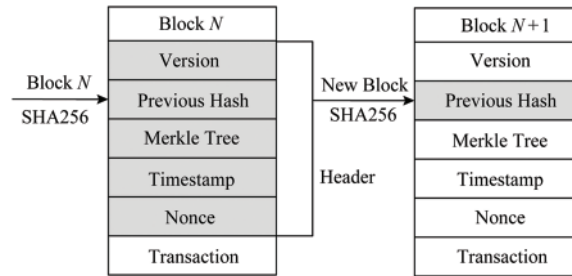 Block N
SHA256
Block N
Version
Previous Hash
Merkle Tree
Timestamp
Nonce
Transaction
Header
New Block
SHA256
Block N+1
Version
Previous Hash
Merkle Tree
Timestamp
Nonce
Transaction